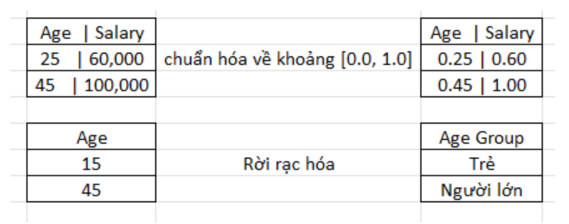 Age | Salary Age | Salary
25 | 60,000 chuẩn hóa về khoảng [0.0, 1.0] 0.25 | 0.60
45 | 100,000 0.45 | 1.00
Age Age Group
15 Rời rạc hóa Trẻ
45 Người lớn